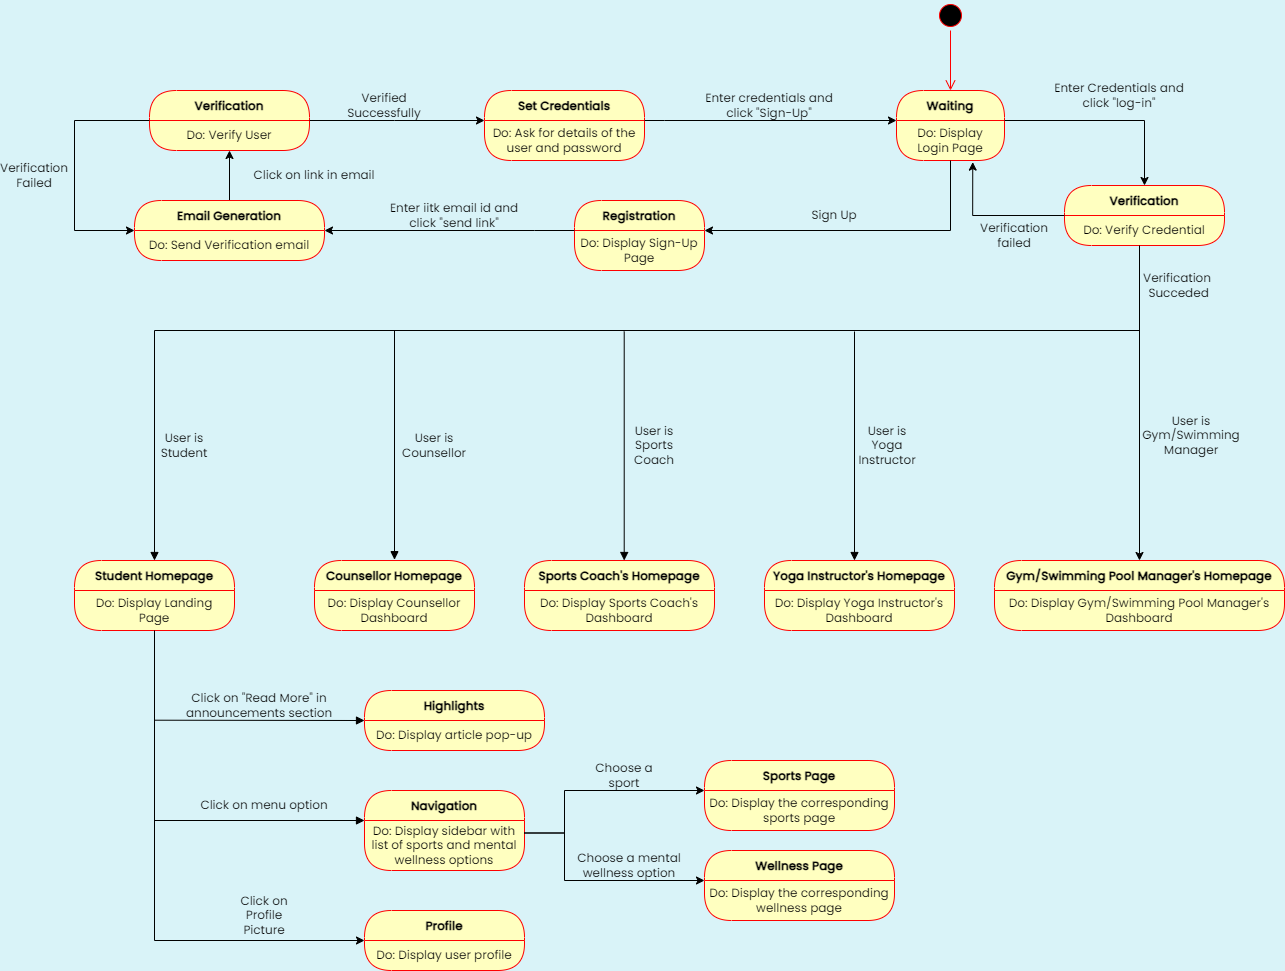 Verification
Do: Verify User
Verified
Successfully
Set Credentials
Do: Ask for details of the
user and password
Enter credentials and
click "Sign-Up"
Waiting
Do: Display
Login Page
Enter Credentials and
click "log-in"
Verification
Failed
Click on link in email
Email Generation
Do: Send Verification email
Enter iitk email id and
click "send link"
Registration
Do: Display Sign-Up
Page
Sign Up
Verification
failed
Verification
Do: Verify Credential
Verification
Succeded
User is
Student
User is
Counsellor
User is
Sports
Coach
User is
Yoga
Instructor
User is
Gym/Swimming
Manager
Student Homepage
Do: Display Landing
Page
Counsellor Homepage
Do: Display Counsellor
Dashboard
Sports Coach's Homepage
Do: Display Sports Coach's
Dashboard
Yoga Instructor's Homepage
Do: Display Yoga Instructor's
Dashboard
Gym/Swimming Pool Manager's Homepage
Do: Display Gym/Swimming Pool Manager's
Dashboard
Click on "Read More" in
announcements section
Highlights
Do: Display article pop-up
Click on menu option
Navigation
Do: Display sidebar with
list of sports and mental
wellness options
Choose a
sport
Sports Page
Do: Display the corresponding
sports page
Choose a mental
wellness option
Wellness Page
Do: Display the corresponding
wellness page
Click on
Profile
Picture
Profile
Do: Display user profile